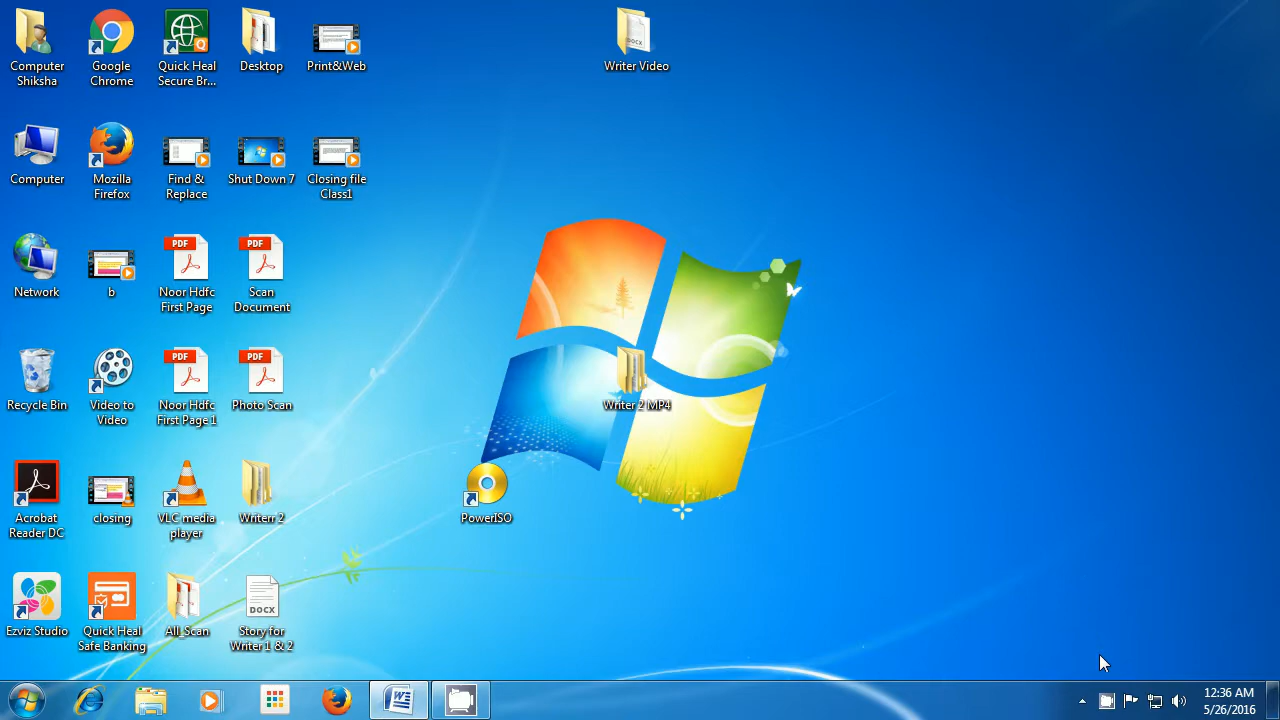 Computer
Shiksha
Google
Chrome
Quick Heal
Secure Br...
Desktop
Print&Web
Writer Video
DOCX
Computer
Mozilla
Firefox
Find &
Replace
Shut Down 7
Closing file
Class1
Network
b
PDF
Noor Hdfc
First Page
PDF
Scan
Document
Recycle Bin
Video to
Video
PDF
Noor Hdfc
First Page 1
PDF
Photo Scan
Writer 2 MP4
Acrobat
Reader DC
closing
VLC media
player
Writerr 2
PowerISO
Ezviz Studio
Quick Heal
Safe Banking
All_Scan
DOCX
Story for
Writer 1 & 2
12:36 AM
5/26/2016